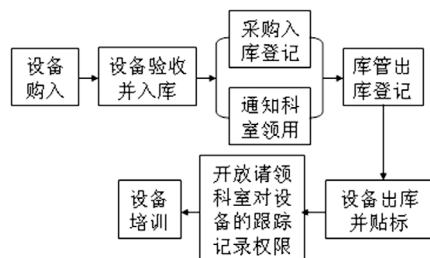 设备
购入
设备验收
并入库
采购入
库登记
通知科
室领用
库管出
库登记
设备出库
并贴标
开放请领
科室对设
备的跟踪
记录权限
设备
培训